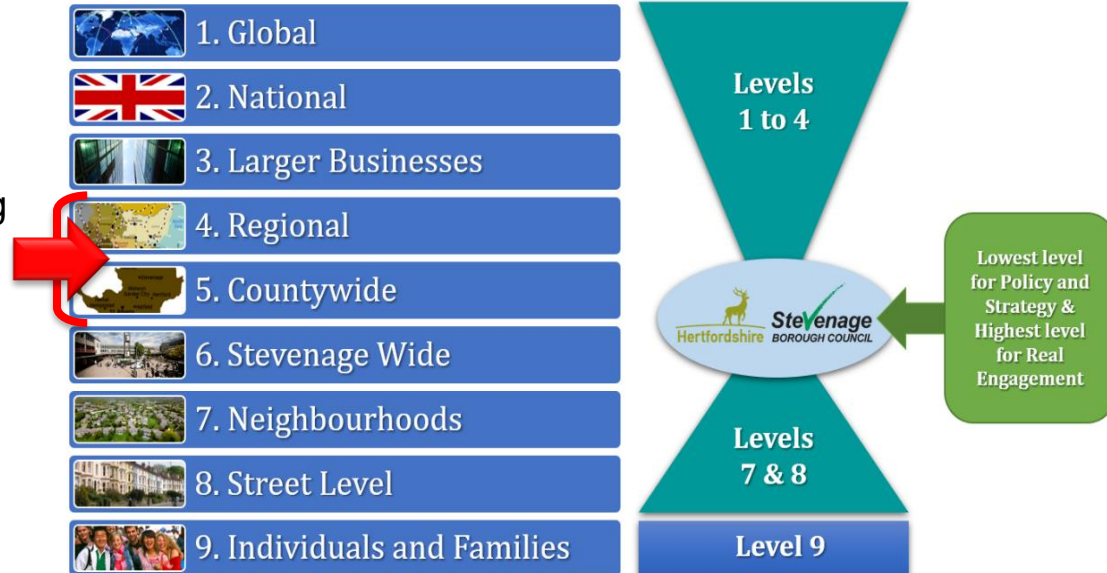 1. Global
2. National
3. Larger Businesses
4. Regional
5. Countywide
6. Stevenage Wide
7. Neighbourhoods
8. Street Level
9. Individuals and Families
Levels
1 to 4
Hertfordshire
Stevenage
BOROUGH COUNCIL
Levels
7 & 8
Level 9
Lowest level
for Policy and
Strategy &
Highest level
for Real
Engagement